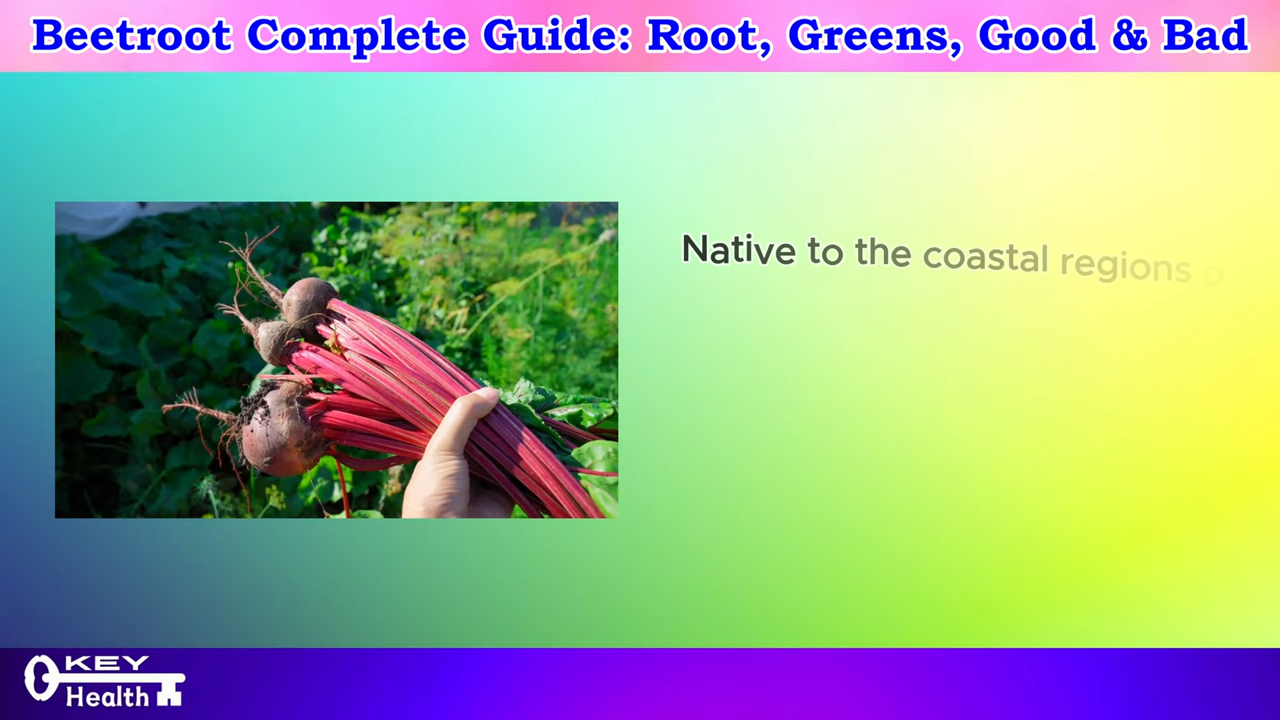 Beetroot Complete Guide: Root, Greens, Good & Bad
Native to the coastal regions o
KEY
Health